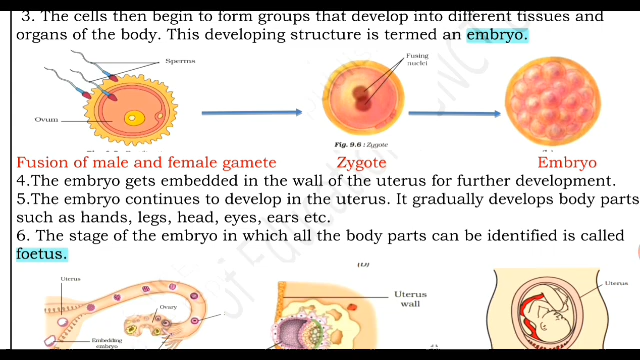 3. The cells then begin to form groups that develop into different tissues and
organs of the body. This developing structure is termed an embryo.
Sperms
Ovum
Fusing
nuclei
Fig. 9.6 : Zygote
Fusion of male and female gamete
Zygote
Embryo
4.The embryo gets embedded in the wall of the uterus for further development.
5.The embryo continues to develop in the uterus. It gradually develops body parts
such as hands, legs, head, eyes, ears etc.
6. The stage of the embryo in which all the body parts can be identified is called
foetus.
Uterus
Ovary
Embedding
embryo
Uterus
wall
Uterus